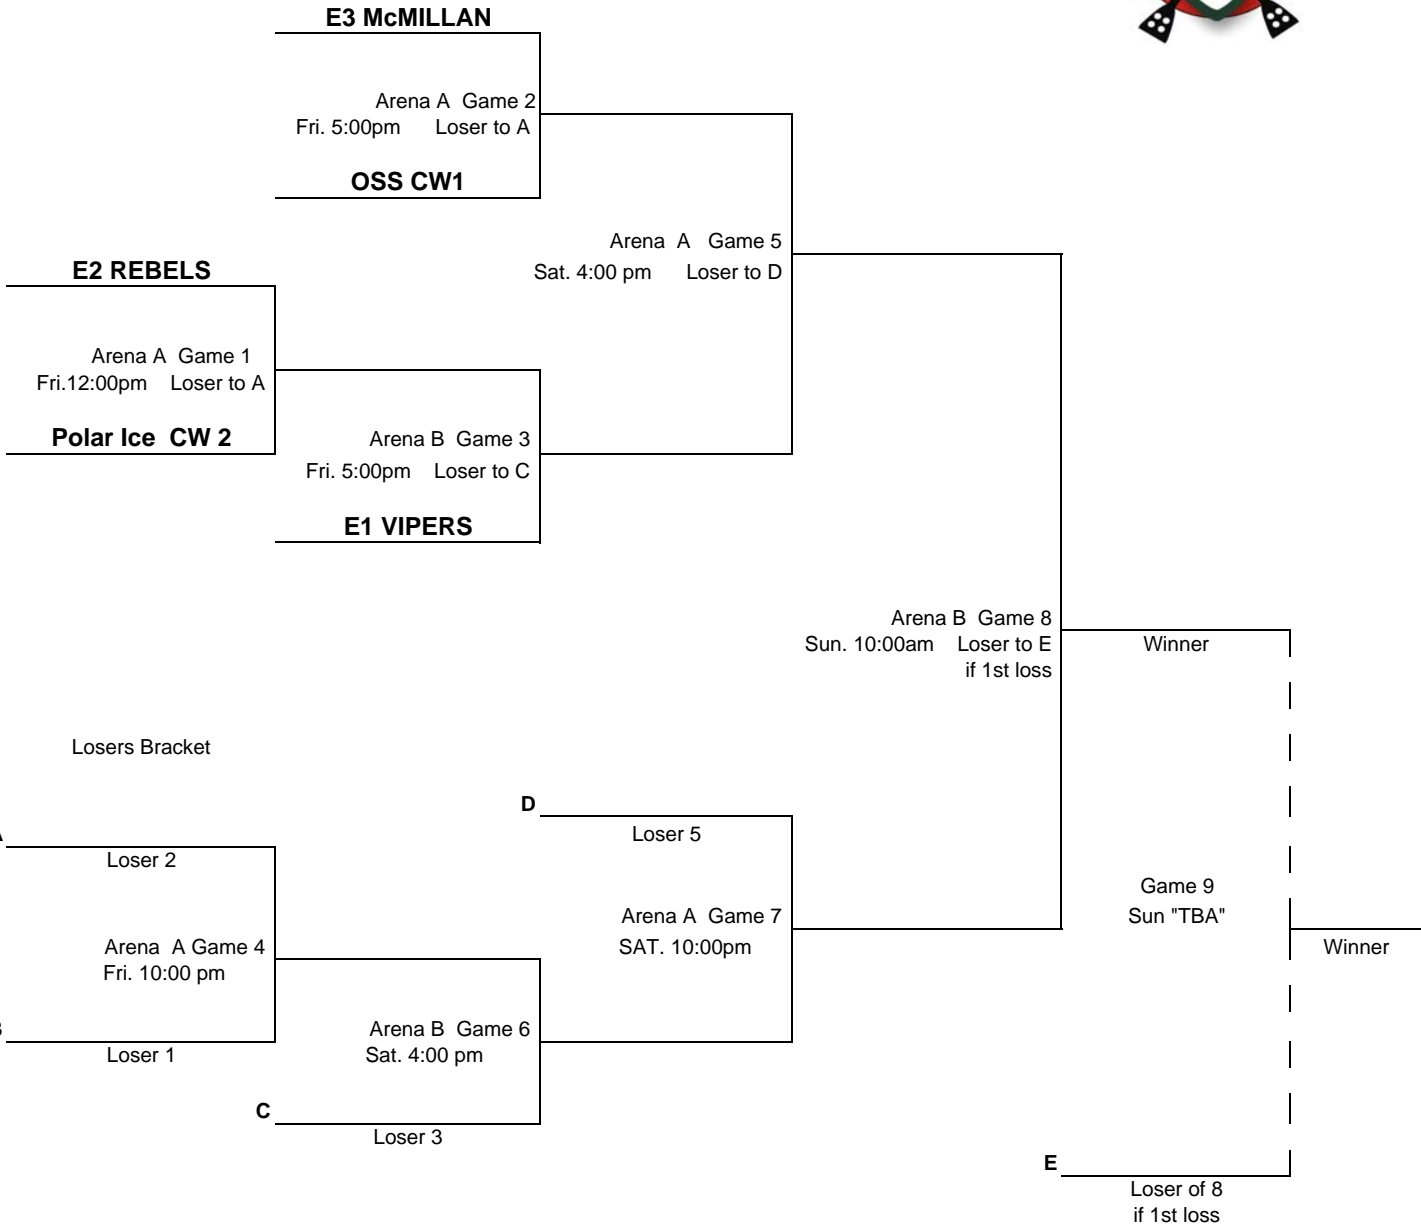 E3 McMILLAN
Arena A  Game 2
Fri. 5:00pm  Loser to A
OSS CW1
Arena  A  Game 5
Sat. 4:00 pm  Loser to D
E2 REBELS
Arena A  Game 1
Fri.12:00pm  Loser to A
Polar Ice  CW 2
Arena B  Game 3
Fri. 5:00pm  Loser to C
E1 VIPERS
Arena B  Game 8
Sun. 10:00am  Loser to E
if 1st loss
Winner
Losers Bracket
D
Loser 5
Loser 2
Game 9
Sun "TBA"
Arena A  Game 7
SAT. 10:00pm
Winner
Arena  A Game 4
Fri. 10:00 pm
Loser 1
Arena B  Game 6
Sat. 4:00 pm
C
Loser 3
E
Loser of 8
if 1st loss